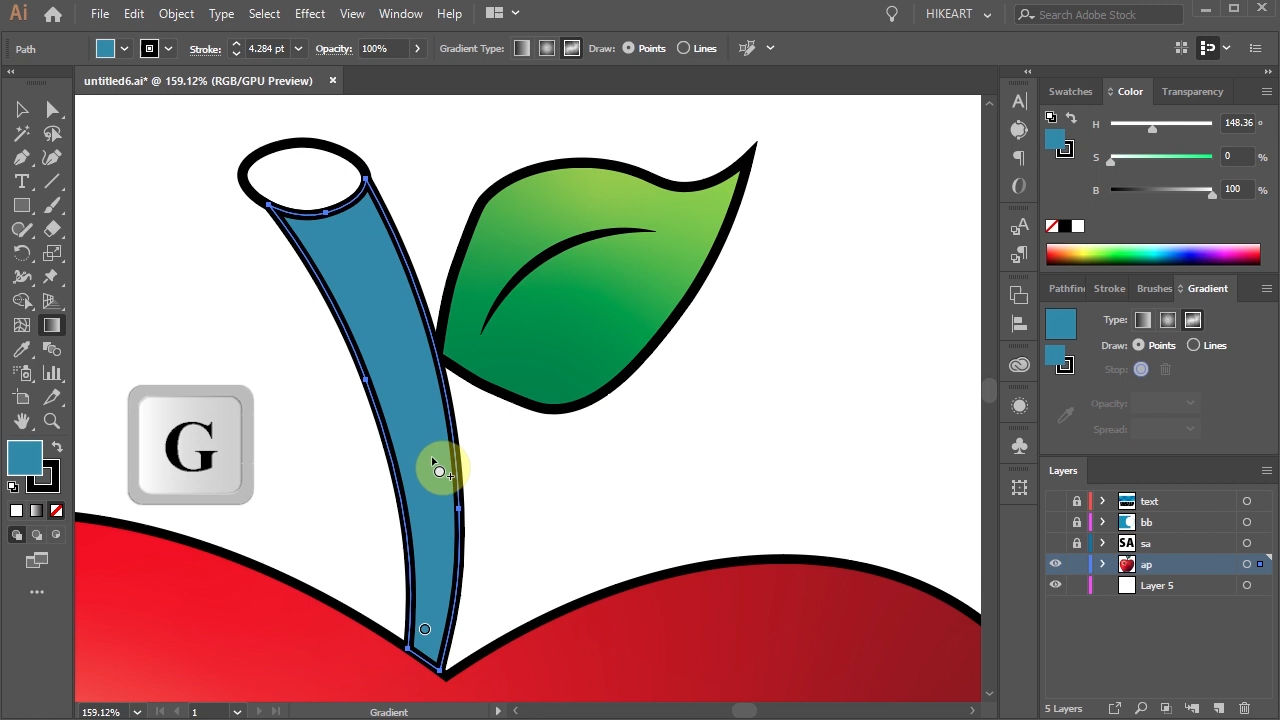 Ai File Edit Object Type Select Effect View Window Help HIKEART Search Adobe Stock
Path Stroke: 4.284 pt Opacity: 100% Gradient Type: Draw: Points Lines
untitled6.ai* @ 159.12% (RGB/GPU Preview) ×
Swatches Color Transparency
H 148.36 °
S 0 %
B 100 %
Pathfin Stroke Brushes Gradient
Type:
Draw: Points Lines
Stop:
Opacity:
Spread:
G
Layers
text
bb
SA sa
ap
Layer 5
159.12% 1 Gradient
5 Layers